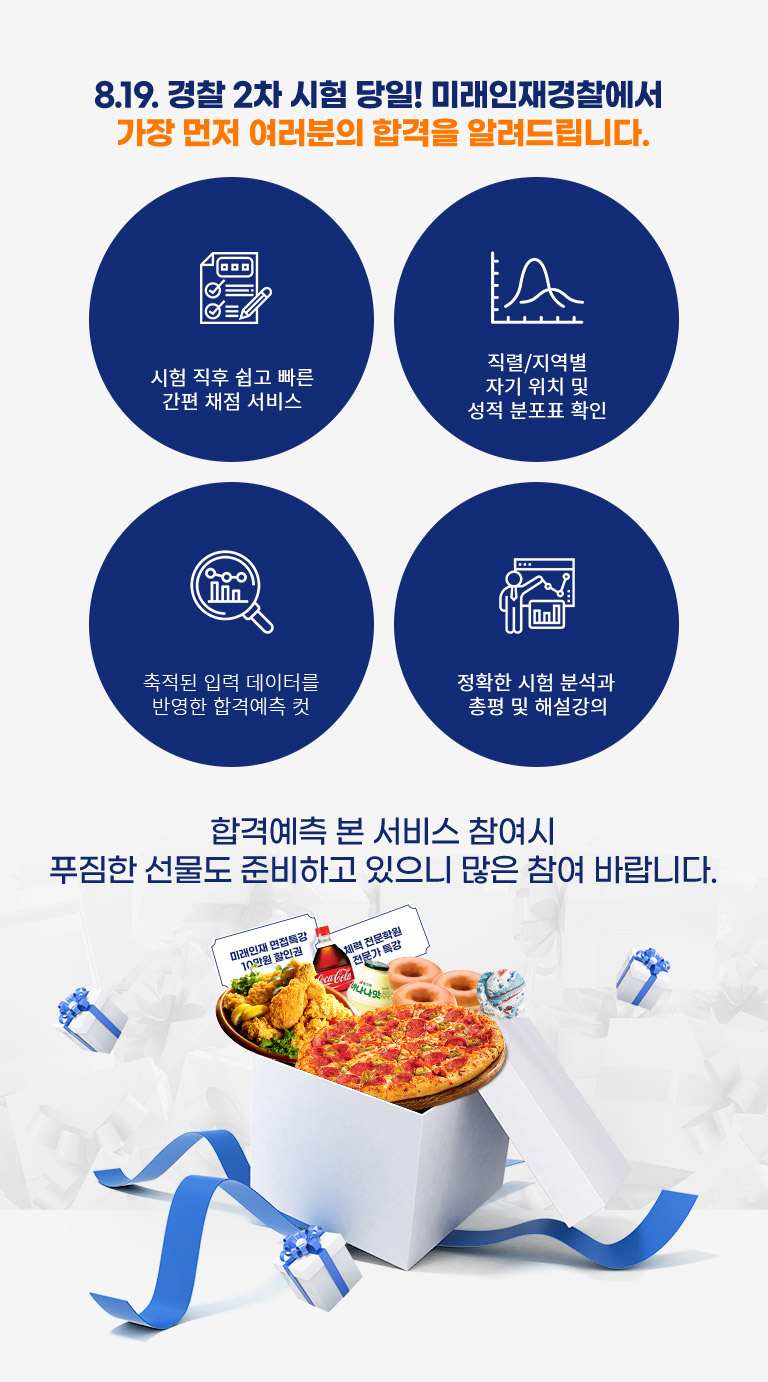 8.19. 경찰 2차 시험 당일! 미래인재경찰에서
가장 먼저 여러분의 합격을 알려드립니다.
시험 직후 쉽고 빠른
간편 채점 서비스
직렬/지역별
자기 위치 및
성적 분포표 확인
축적된 입력 데이터를
반영한 합격예측 컷
정확한 시험 분석과
총평 및 해설강의
합격예측 본 서비스 참여시
푸짐한 선물도 준비하고 있으니 많은 참여 바랍니다.
미래인재 면접특강
10만원 할인권
체력 전문학원
전문가 특강
Coca-Cola
바나나맛